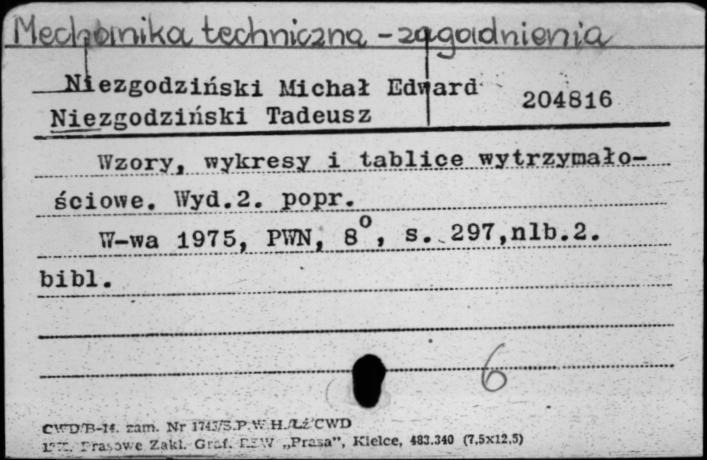 Mechanika techniczna - zagadnienia
Niezgodziński Michał Edward
204816
Niezgodziński Tadeusz
Wzory, wykresy i tablice wytrzymało-
ściowe. Wyd.2. popr.
W-wa 1975, PWN, 8°, s. 297,nlb.2.
bibl.
6
CWD/B-14. zam. Nr 1743/S.P.W.H./Łż/CWD
Prasowe Zakł. Graf. RSW „Prasa”, Kielce, 483.340 (7,5x12,5)